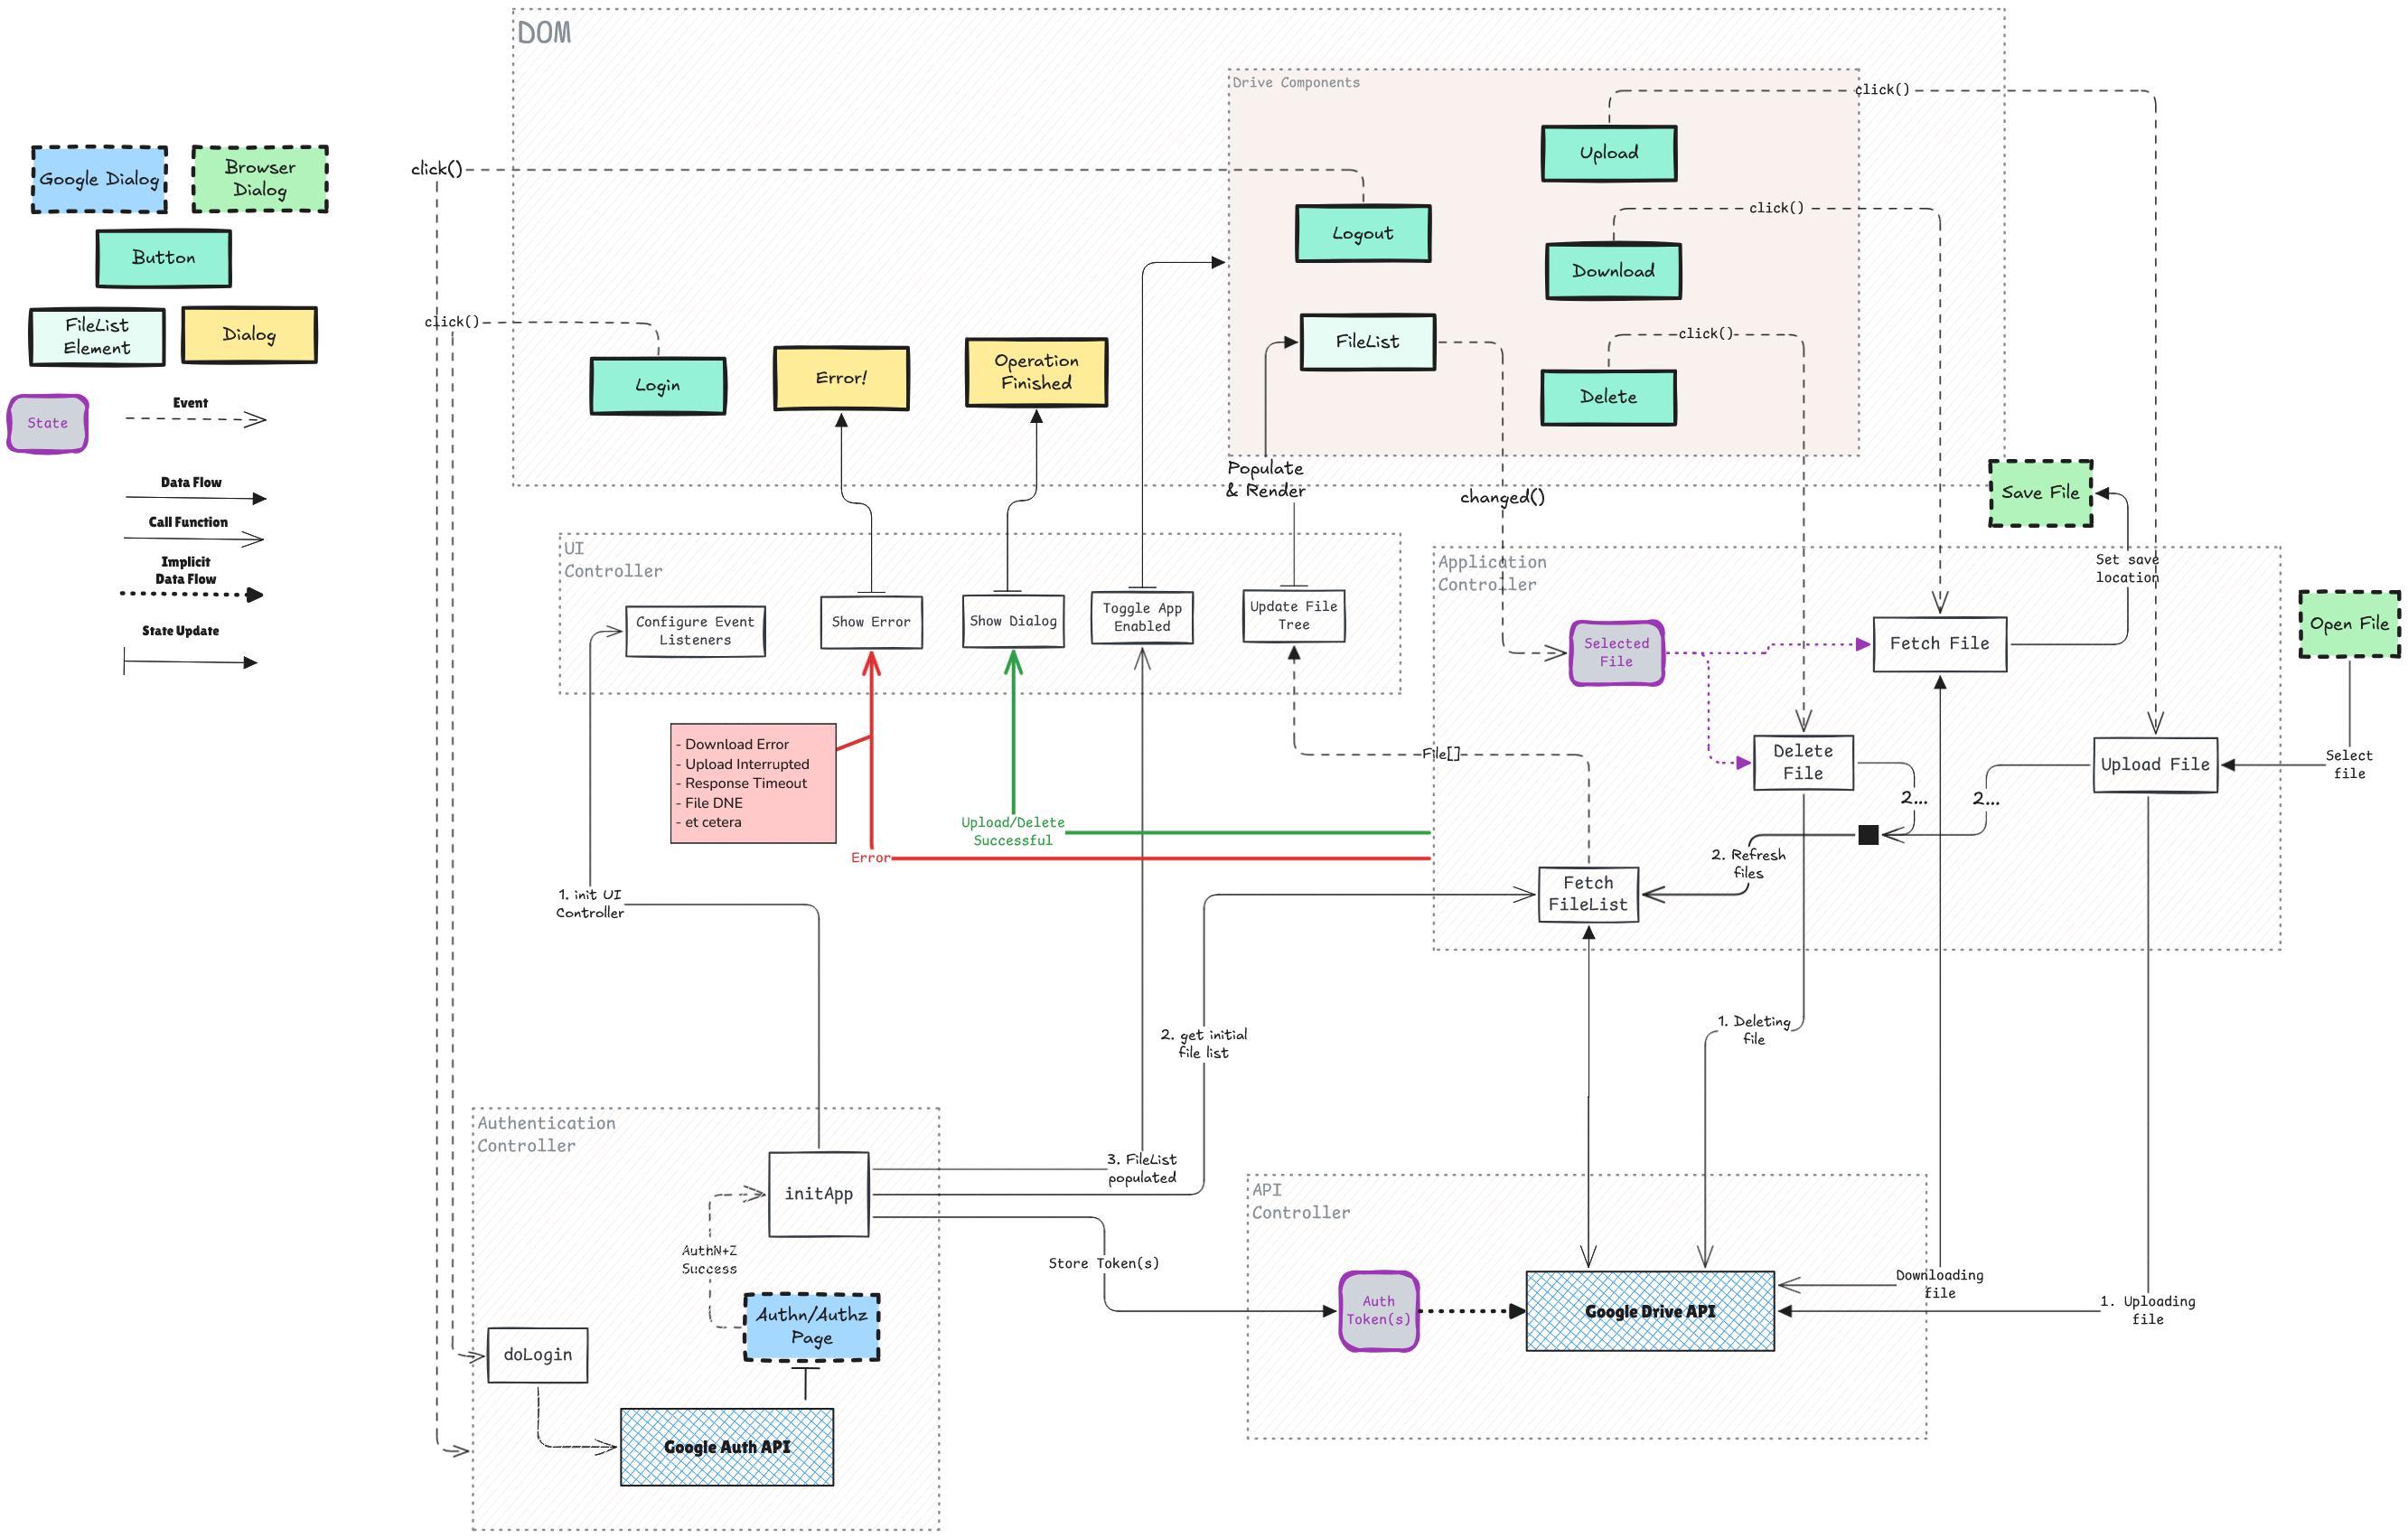 DOM
Drive Components
click()
Upload
Google Dialog
Browser
Dialog
click()
Logout
click()
Button
Download
FileList
Element
Dialog
click()
Login
Error!
Operation
Finished
FileList
click()
Delete
State
Event
Data Flow
Call Function
Implicit
Data Flow
State Update
Populate
& Render
changed()
Save File
UI
Controller
Configure Event
Listeners
Show Error
Show Dialog
Toggle App
Enabled
Update File
Tree
Application
Controller
Selected
File
Fetch File
Set save
location
Open File
- Download Error
- Upload Interrupted
- Response Timeout
- File DNE
- et cetera
File[]
Delete
File
Upload File
Select
file
2...
2...
Upload/Delete
Successful
Error
2. Refresh
files
Fetch
FileList
1. init UI
Controller
2. get initial
file list
1. Deleting
file
Authentication
Controller
initApp
3. FileList
populated
AuthN+Z
Success
Store Token(s)
API
Controller
Auth
Token(s)
Google Drive API
Downloading
file
1. Uploading
file
Authn/Authz
Page
doLogin
Google Auth API